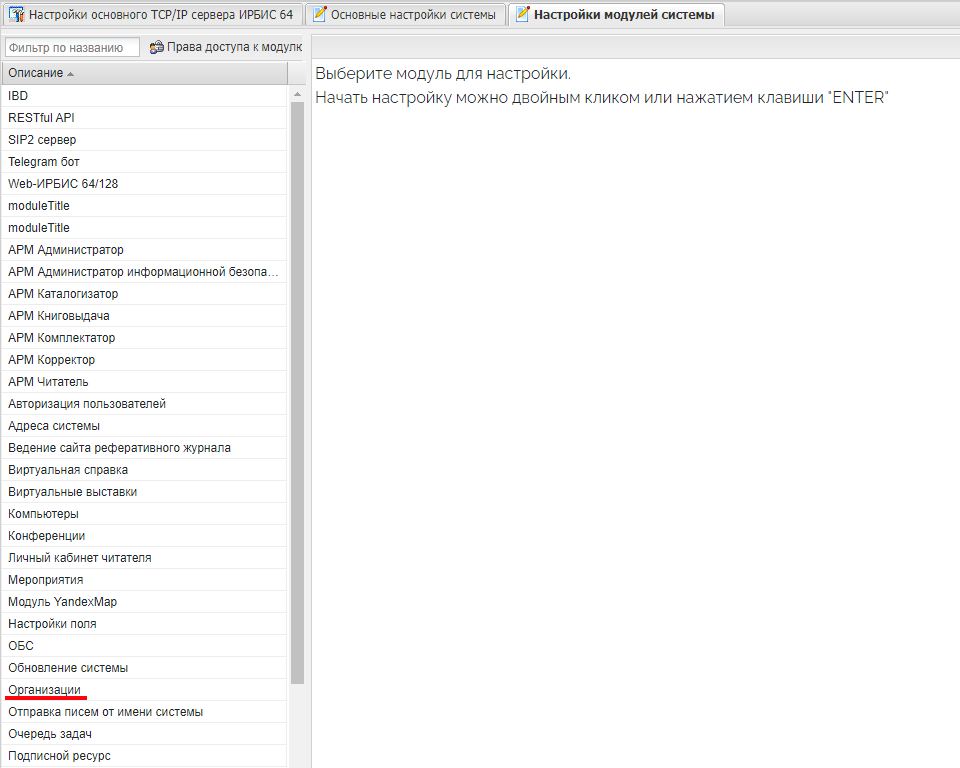 Настройки основного TCP/IP сервера ИРБИС 64
Основные настройки системы
Настройки модулей системы
Фильтр по названию
Права доступа к модулю
Описание
Выберите модуль для настройки.
Начать настройку можно двойным кликом или нажатием клавиши "ENTER"
IBD
RESTful API
SIP2 сервер
Telegram бот
Web-ИРБИС 64/128
moduleTitle
moduleTitle
АРМ Администратор
АРМ Администратор информационной безопа...
АРМ Каталогизатор
АРМ Книговыдача
АРМ Комплектатор
АРМ Корректор
АРМ Читатель
Авторизация пользователей
Адреса системы
Ведение сайта реферативного журнала
Виртуальная справка
Виртуальные выставки
Компьютеры
Конференции
Личный кабинет читателя
Мероприятия
Модуль YandexMap
Настройки поля
ОБС
Обновление системы
Организации
Отправка писем от имени системы
Очередь задач
Подписной ресурс